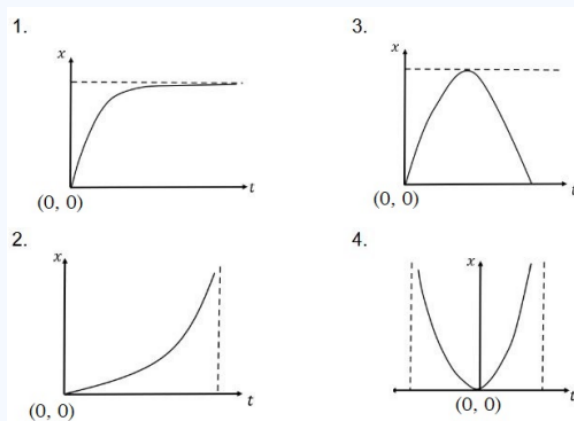 1.
x
t
(0, 0)
2.
x
t
(0, 0)
3.
x
t
(0, 0)
4.
x
t
(0, 0)